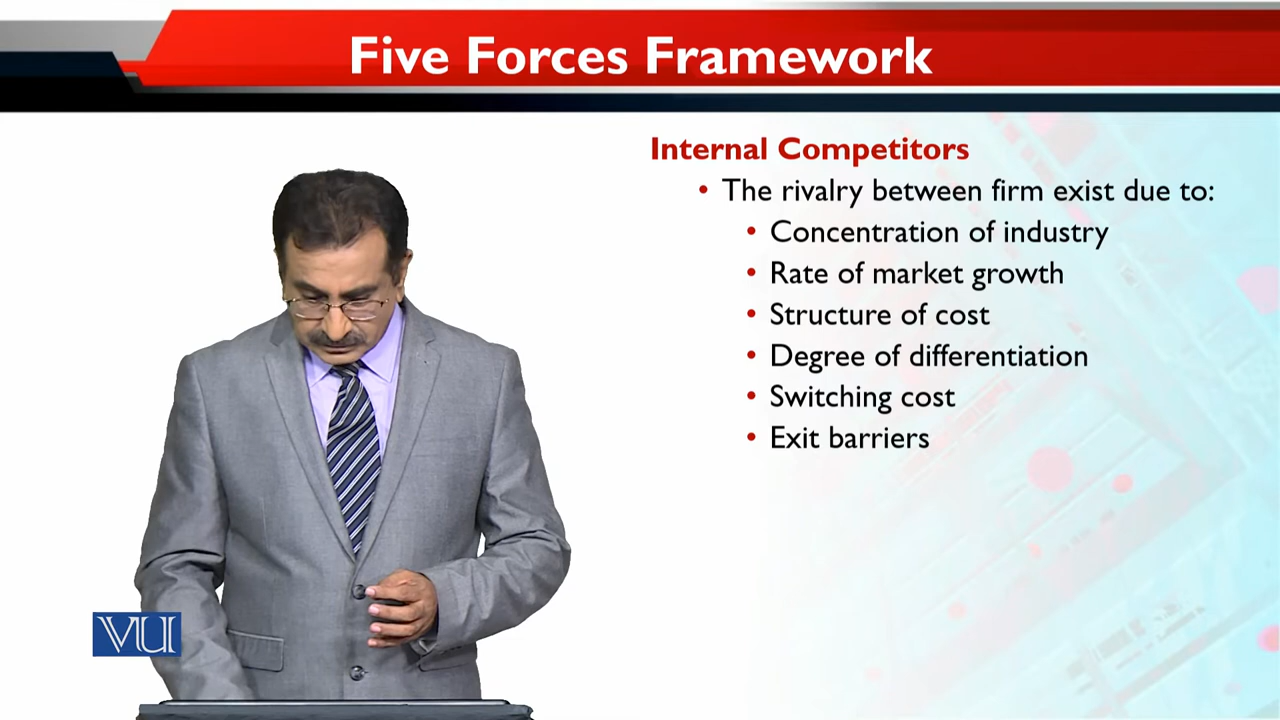 Five Forces Framework
Internal Competitors
• The rivalry between firm exist due to:
• Concentration of industry
• Rate of market growth
• Structure of cost
• Degree of differentiation
• Switching cost
• Exit barriers
VU